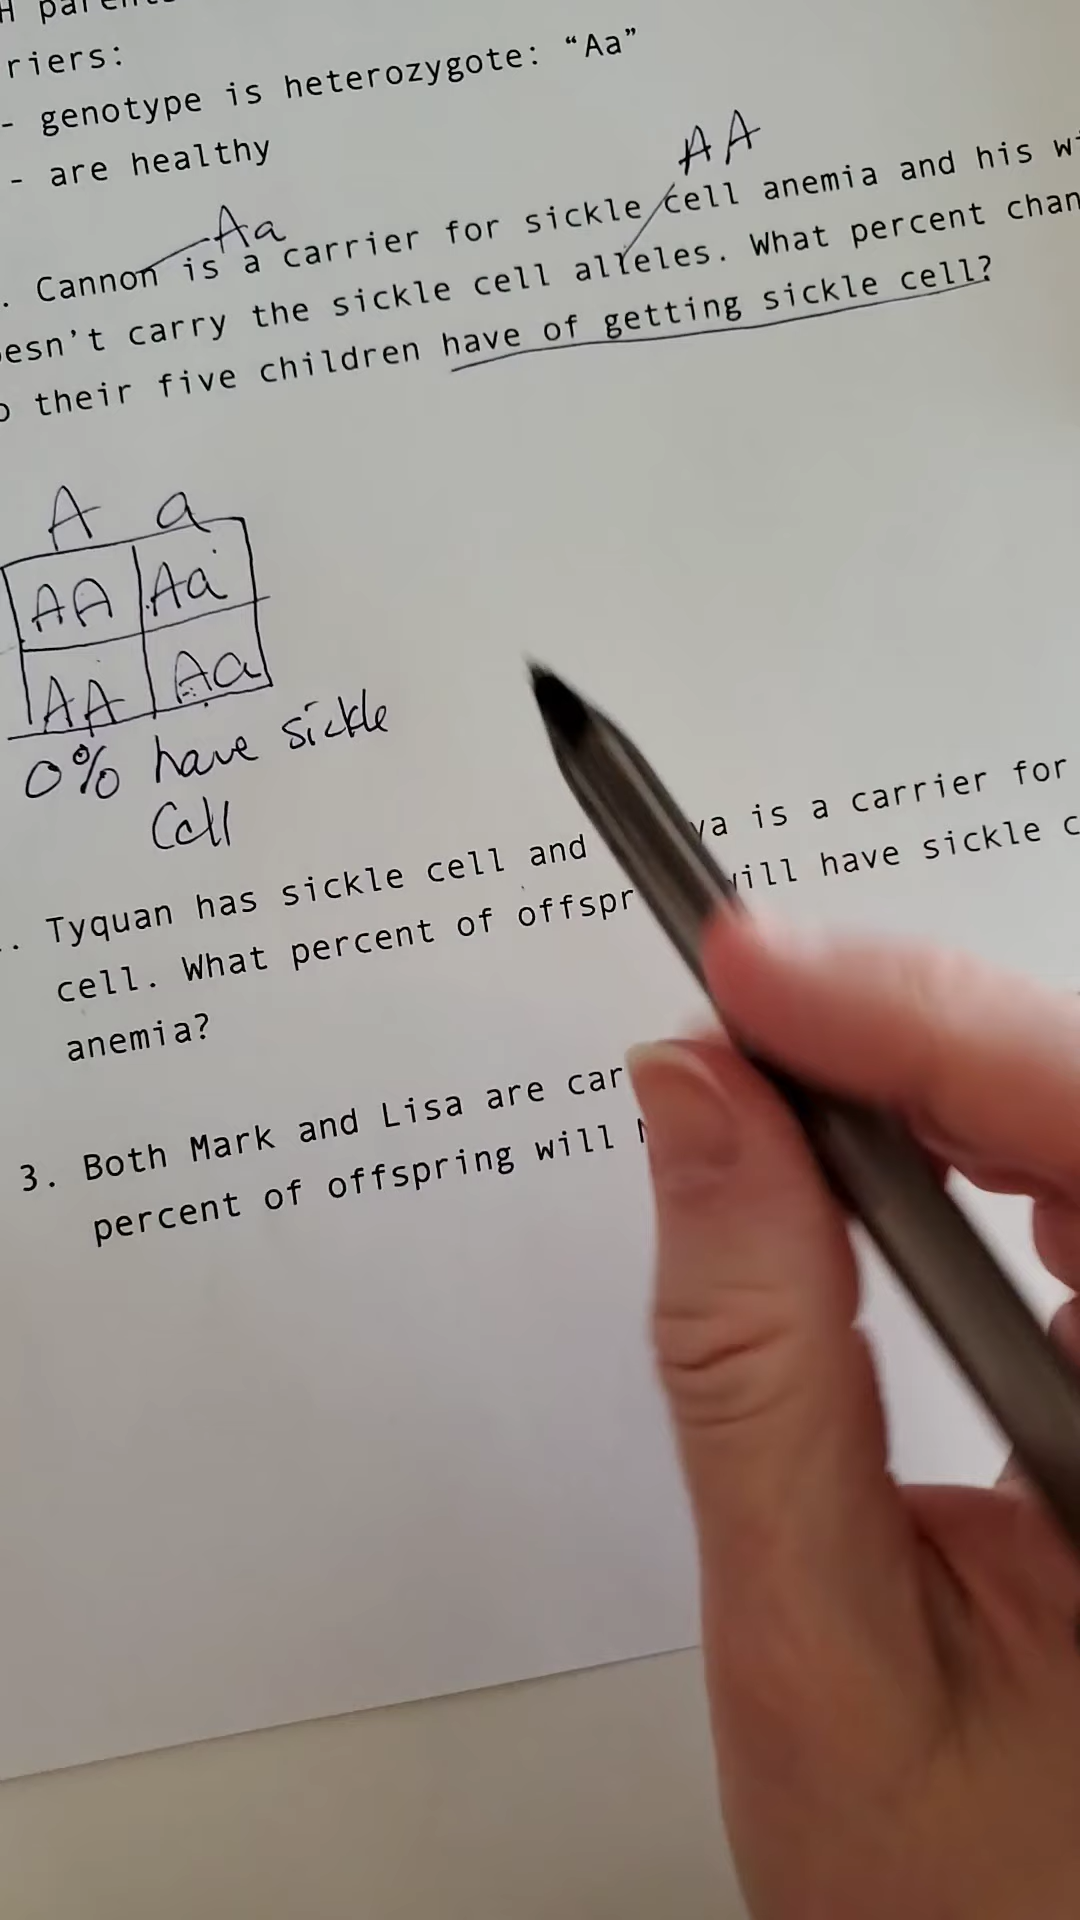 H parent
riers:
- genotype is heterozygote: “Aa”
- are healthy
AA
Aa
. Cannon is a carrier for sickle cell anemia and his wi
esn’t carry the sickle cell alleles. What percent chan
o their five children have of getting sickle cell?
A a
AA Aa
AA Aa
0% have sickle
Cell
. Tyquan has sickle cell and ya is a carrier for
cell. What percent of offspr will have sickle c
anemia?
3. Both Mark and Lisa are car
percent of offspring will